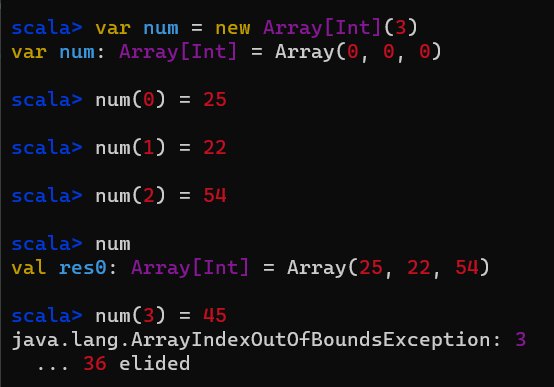 scala> var num = new Array[Int](3)
var num: Array[Int] = Array(0, 0, 0)
scala> num(0) = 25
scala> num(1) = 22
scala> num(2) = 54
scala> num
val res0: Array[Int] = Array(25, 22, 54)
scala> num(3) = 45
java.lang.ArrayIndexOutOfBoundsException: 3
  ... 36 elided